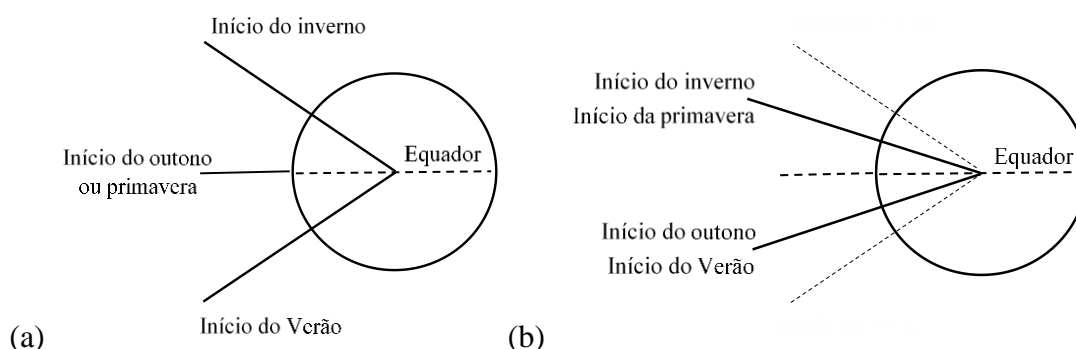 Início do inverno
Início do outono
ou primavera
Equador
Início do Verão
(a)
Início do inverno
Início da primavera
Equador
Início do outono
Início do Verão
(b)